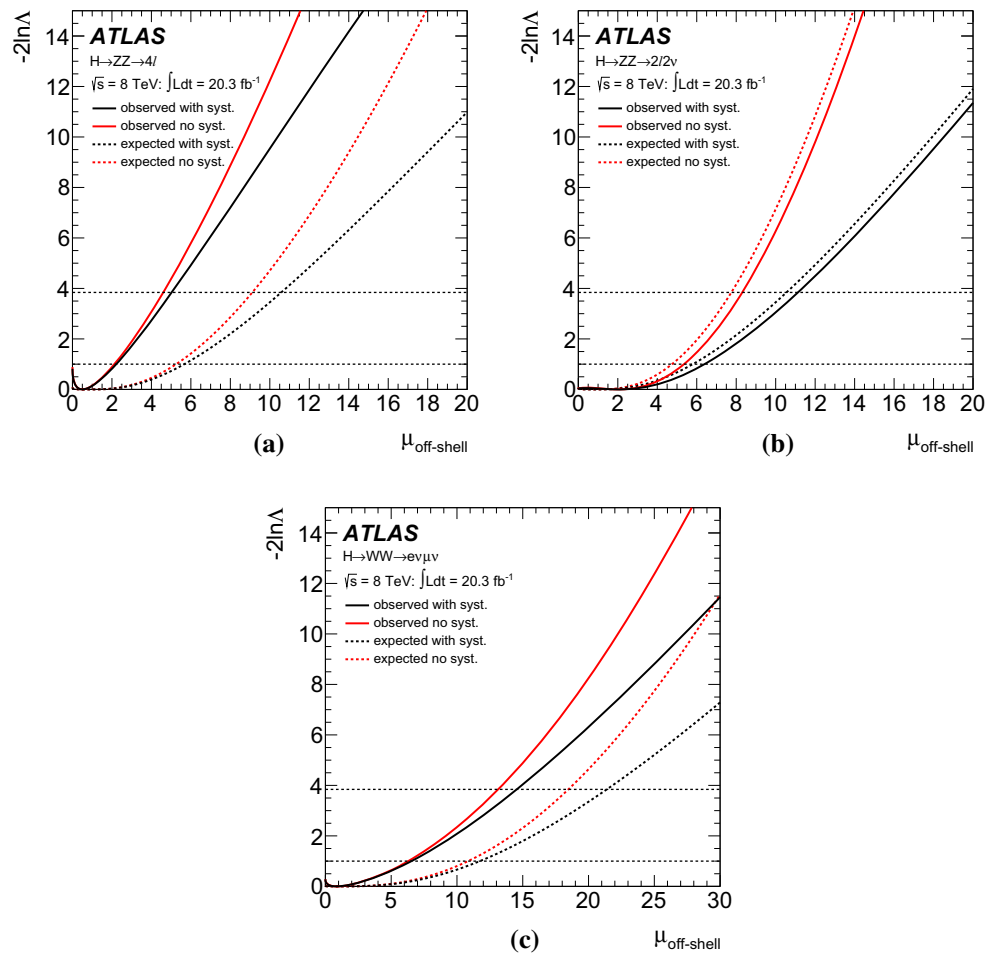 -2lnΛ
14
12
10
8
6
4
2
0
ATLAS
H→ZZ→4l
√s = 8 TeV: ∫Ldt = 20.3 fb⁻¹
observed with syst.
observed no syst.
expected with syst.
expected no syst.
0 2 4 6 8 10 12 14 16 18 20
(a) μoff-shell
-2lnΛ
14
12
10
8
6
4
2
0
ATLAS
H→ZZ→2l2ν
√s = 8 TeV: ∫Ldt = 20.3 fb⁻¹
observed with syst.
observed no syst.
expected with syst.
expected no syst.
0 2 4 6 8 10 12 14 16 18 20
(b) μoff-shell
-2lnΛ
14
12
10
8
6
4
2
0
ATLAS
H→WW→eνμν
√s = 8 TeV: ∫Ldt = 20.3 fb⁻¹
observed with syst.
observed no syst.
expected with syst.
expected no syst.
0 5 10 15 20 25 30
(c) μoff-shell